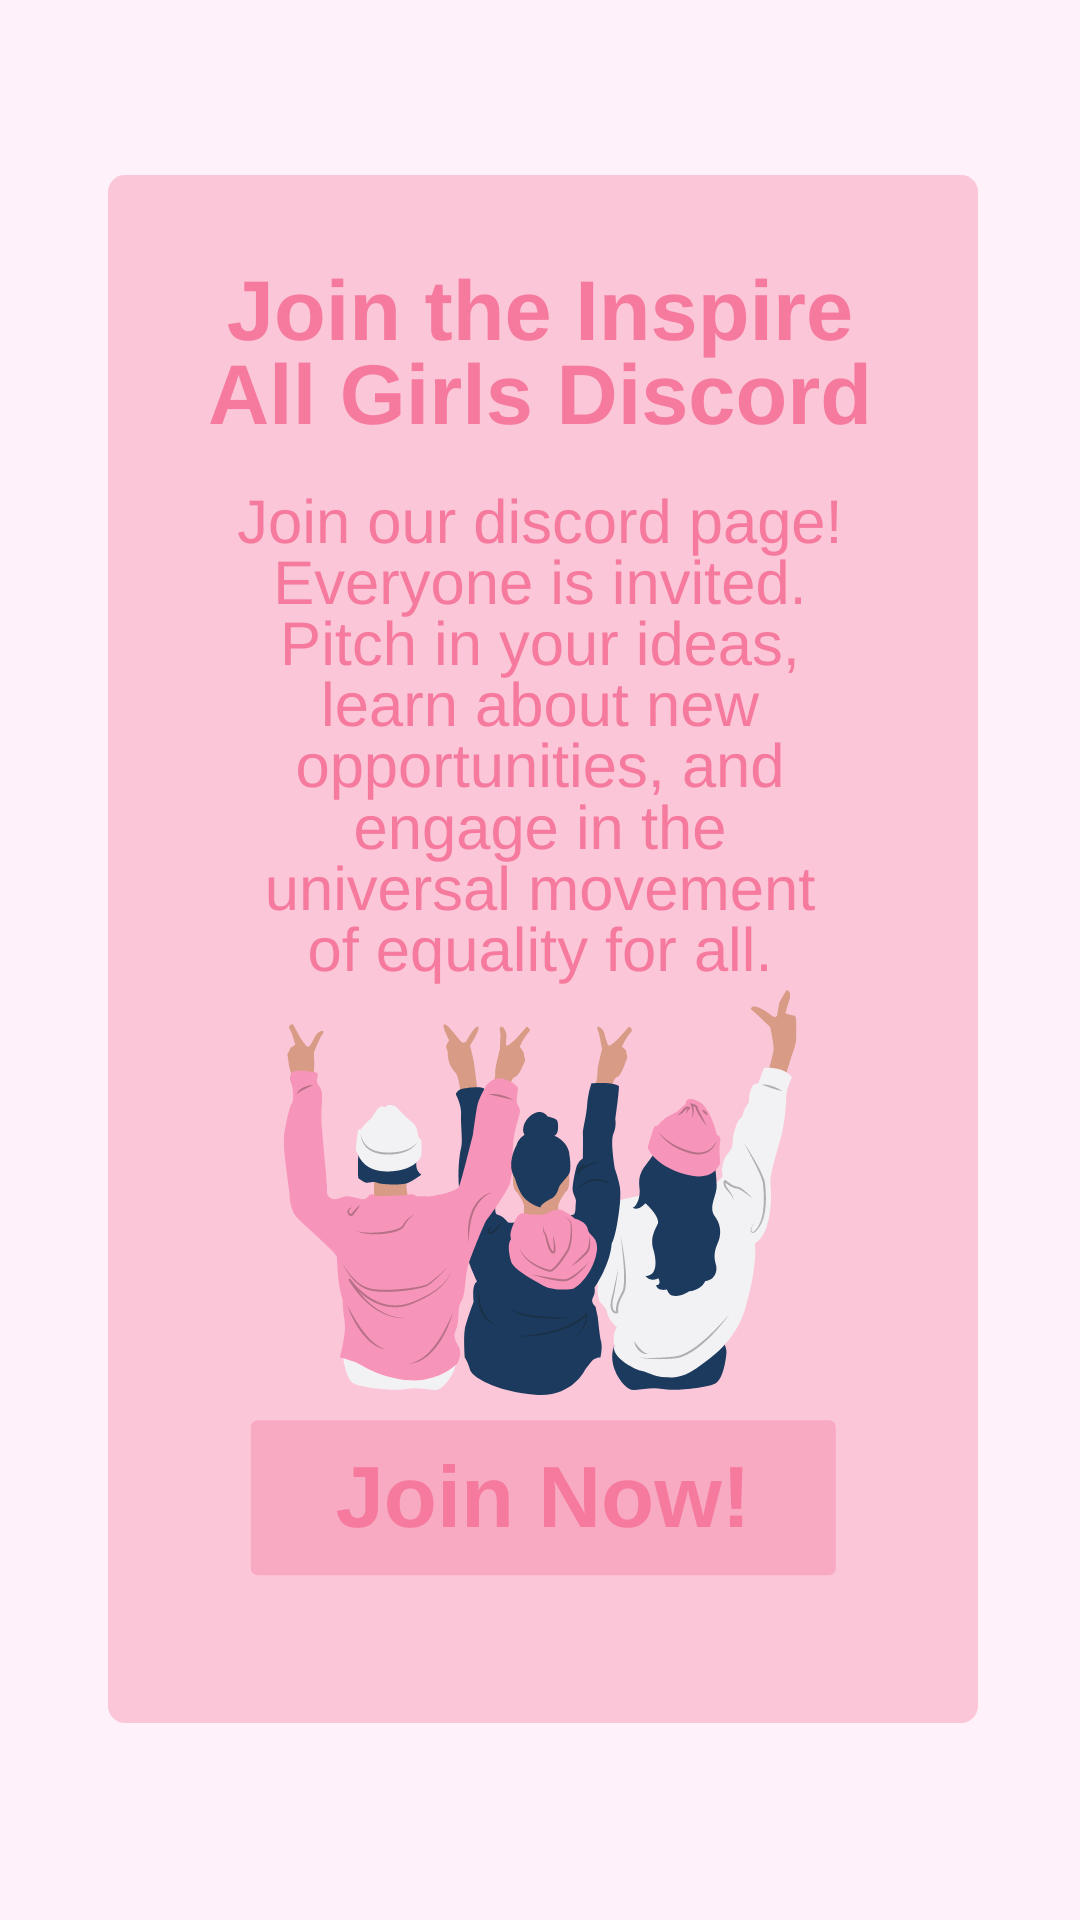 Join the Inspire
All Girls Discord
Join our discord page!
Everyone is invited.
Pitch in your ideas,
learn about new
opportunities, and
engage in the
universal movement
of equality for all.
Join Now!